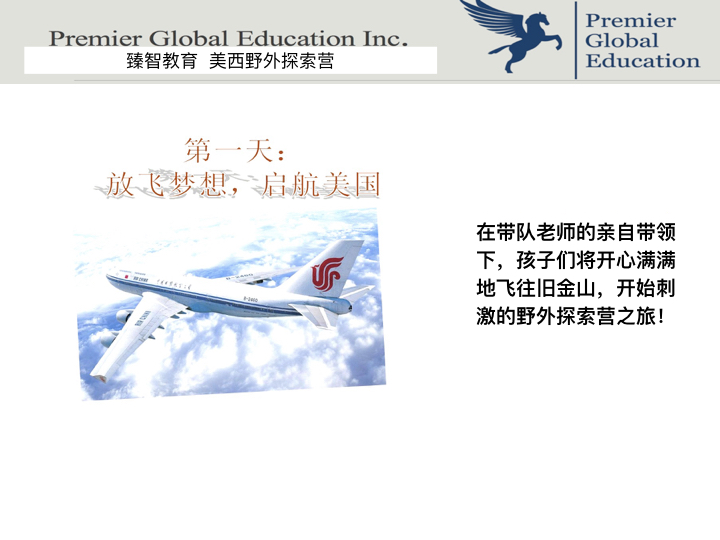 Premier Global Education Inc.
臻智教育 美西野外探索营
Premier
Global
Education
第一天：
放飞梦想，启航美国
在带队老师的亲自带领
下，孩子们将开心满满
地飞往旧金山，开始刺
激的野外探索营之旅！